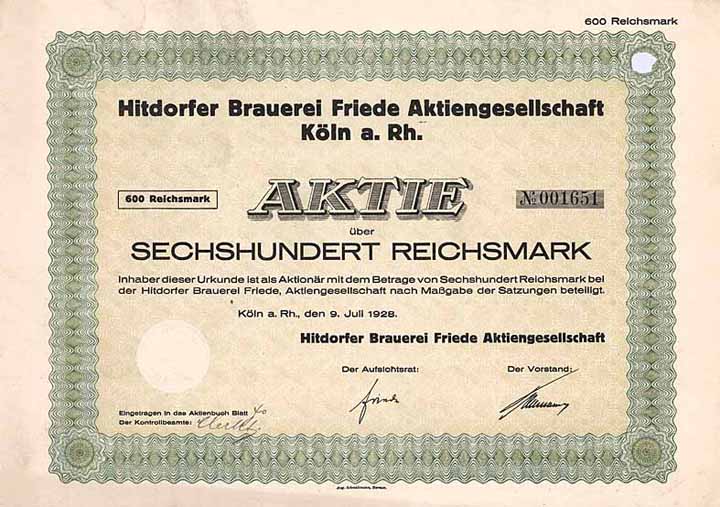 600 Reichsmark
Hitdorfer Brauerei Friede Aktiengesellschaft
Köln a. Rh.
600 Reichsmark
AKTIE
№ 001651
über
SECHSHUNDERT REICHSMARK
Inhaber dieser Urkunde ist als Aktionär mit dem Betrage von Sechshundert Reichsmark bei
der Hitdorfer Brauerei Friede, Aktiengesellschaft nach Maßgabe der Satzungen beteiligt.
Köln a. Rh., den 9. Juli 1928.
Hitdorfer Brauerei Friede Aktiengesellschaft
Der Aufsichtsrat:
Der Vorstand:
Friede
Eingetragen in das Aktienbuch Blatt 40
Der Kontrollbeamte: